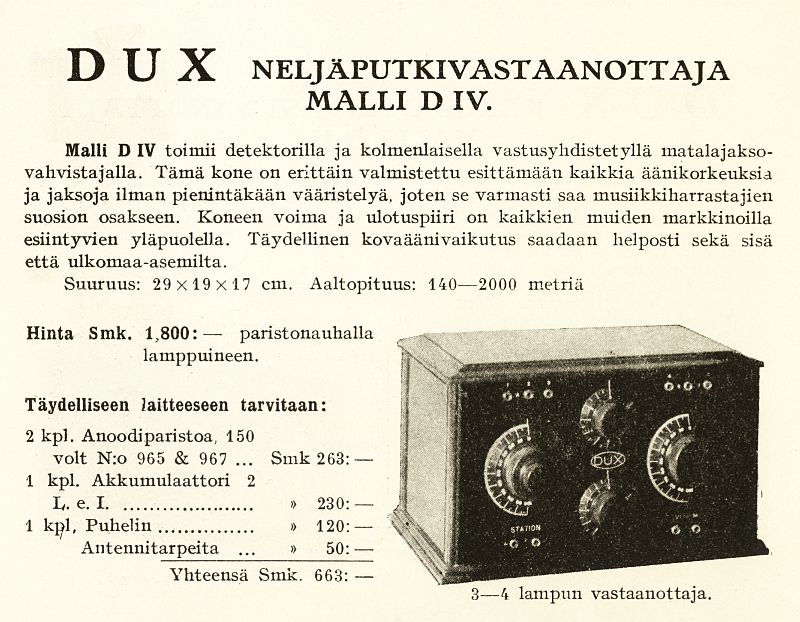 DUX NELJÄPUTKIVASTAANOTTAJA
MALLI D IV.
Malli D IV toimii detektorilla ja kolmenlaisella vastusyhdistetyllä matalajakso-
vahvistajalla. Tämä kone on erittäin valmistettu esittämään kaikkia äänikorkeuksia
ja jaksoja ilman pienintäkään vääristelyä, joten se varmasti saa musiikkiharrastajien
suosion osakseen. Koneen voima ja ulotuspiiri on kaikkien muiden markkinoilla
esiintyvien yläpuolella. Täydellinen kovaäänivaikutus saadaan helposti sekä sisä
että ulkomaa-asemilta.
Suuruus: 29×19×17 cm. Aaltopituus: 140—2000 metriä
Hinta Smk. 1,800: — paristonauhalla
lamppuineen.
Täydelliseen laitteeseen tarvitaan:
2 kpl. Anoodiparistoa, 150
volt N:o 965 & 967 ... Smk 263: —
1 kpl. Akkumulaattori 2
L. e. I. ...................... » 230: —
1 kpl, Puhelin ............... » 120: —
Antennitarpeita ... » 50: —
Yhteensä Smk. 663: —
DUX
STATION
3—4 lampun vastaanottaja.